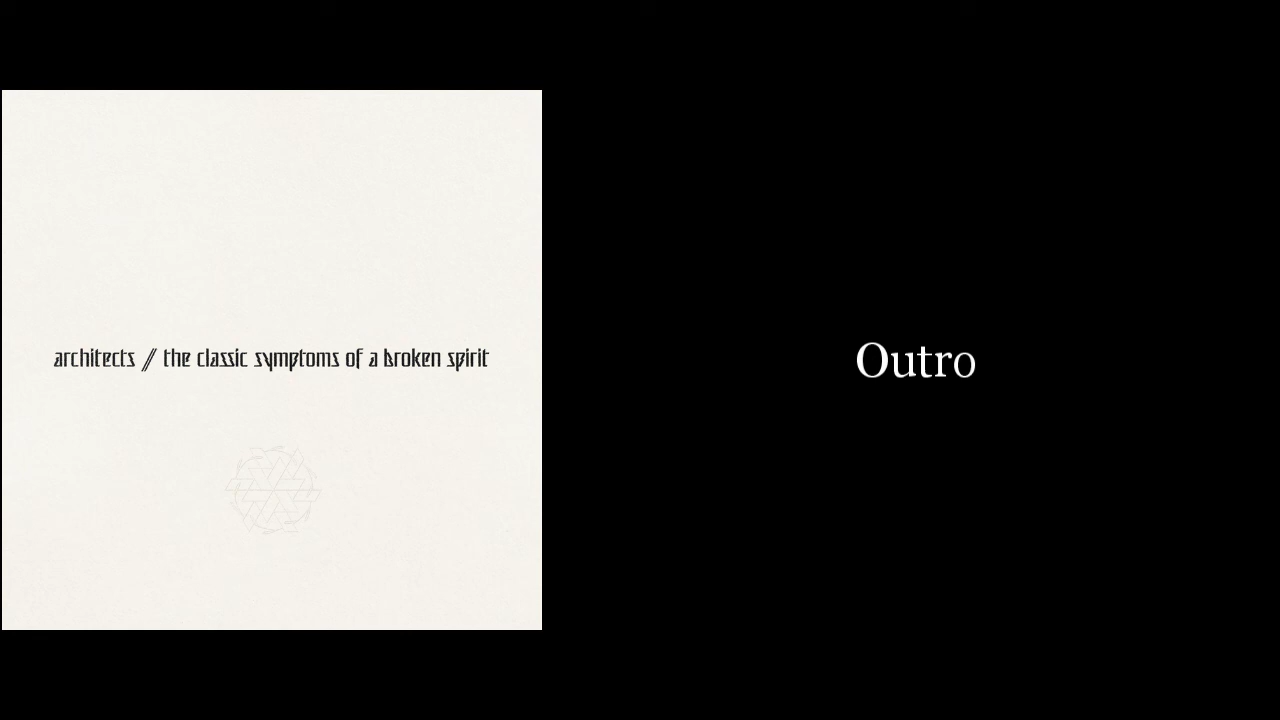 architects // the classic symptoms of a broken spirit
Outro